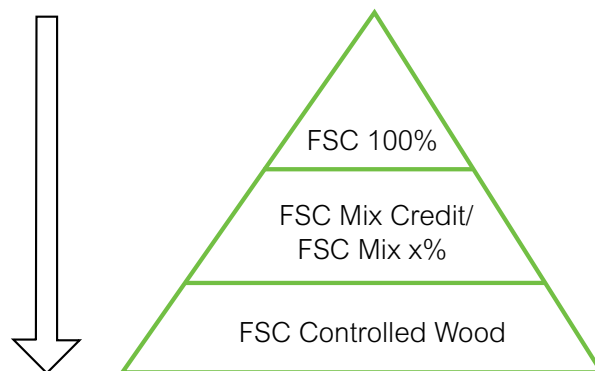 FSC 100%
FSC Mix Credit/
FSC Mix x%
FSC Controlled Wood